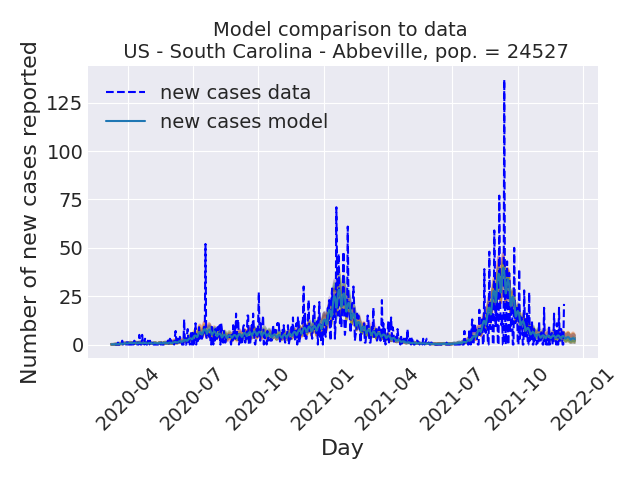 Model comparison to data
US - South Carolina - Abbeville, pop. = 24527
Number of new cases reported
new cases data
new cases model
125
100
75
50
25
0
2020-04
2020-07
2020-10
2021-01
2021-04
2021-07
2021-10
2022-01
Day